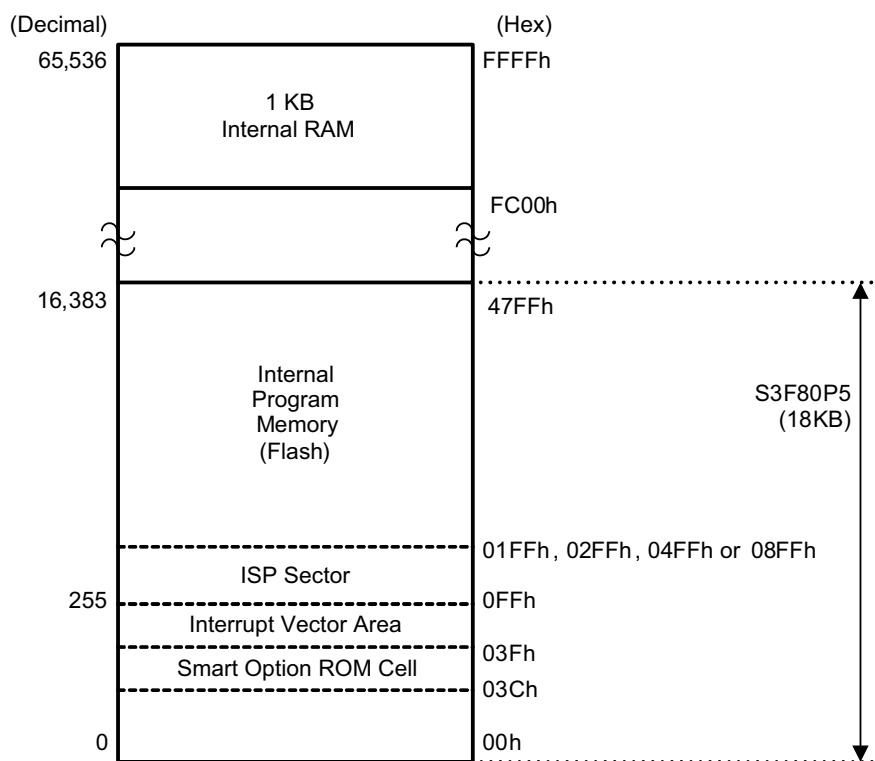 (Decimal) (Hex)
65,536 FFFFh
1 KB
Internal RAM
FC00h
16,383 47FFh
Internal
Program
Memory
(Flash)
S3F80P5
(18KB)
01FFh, 02FFh, 04FFh or 08FFh
ISP Sector
255 0FFh
Interrupt Vector Area
03Fh
Smart Option ROM Cell
03Ch
0 00h